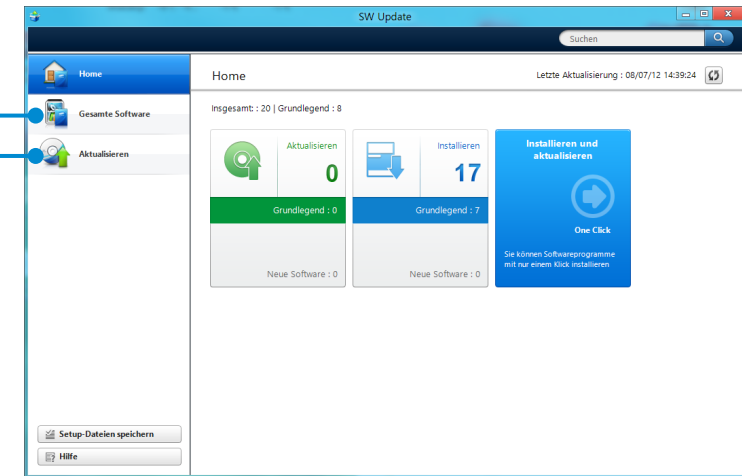 SW Update
Suchen
Home
Gesamte Software
Aktualisieren
Home
Letzte Aktualisierung : 08/07/12 14:39:24
Insgesamt: : 20 | Grundlegend : 8
Aktualisieren
0
Grundlegend : 0
Neue Software : 0
Installieren
17
Grundlegend : 7
Neue Software : 0
Installieren und
aktualisieren
One Click
Sie können Softwareprogramme
mit nur einem Klick installieren
Setup-Dateien speichern
Hilfe